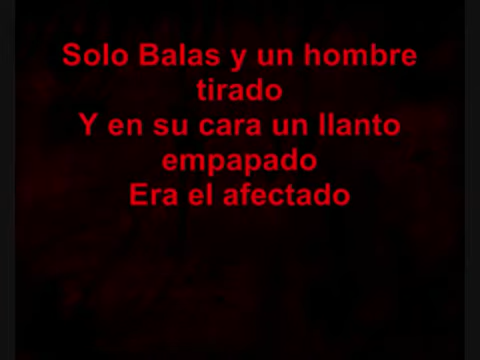 Solo Balas y un hombre
tirado
Y en su cara un llanto
empapado
Era el afectado